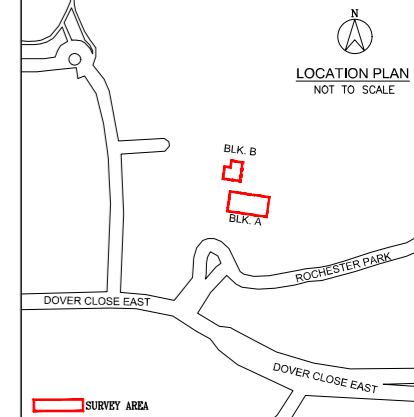 N
LOCATION PLAN
NOT TO SCALE
BLK. B
BLK. A
ROCHESTER PARK
DOVER CLOSE EAST
DOVER CLOSE EAST
SURVEY AREA